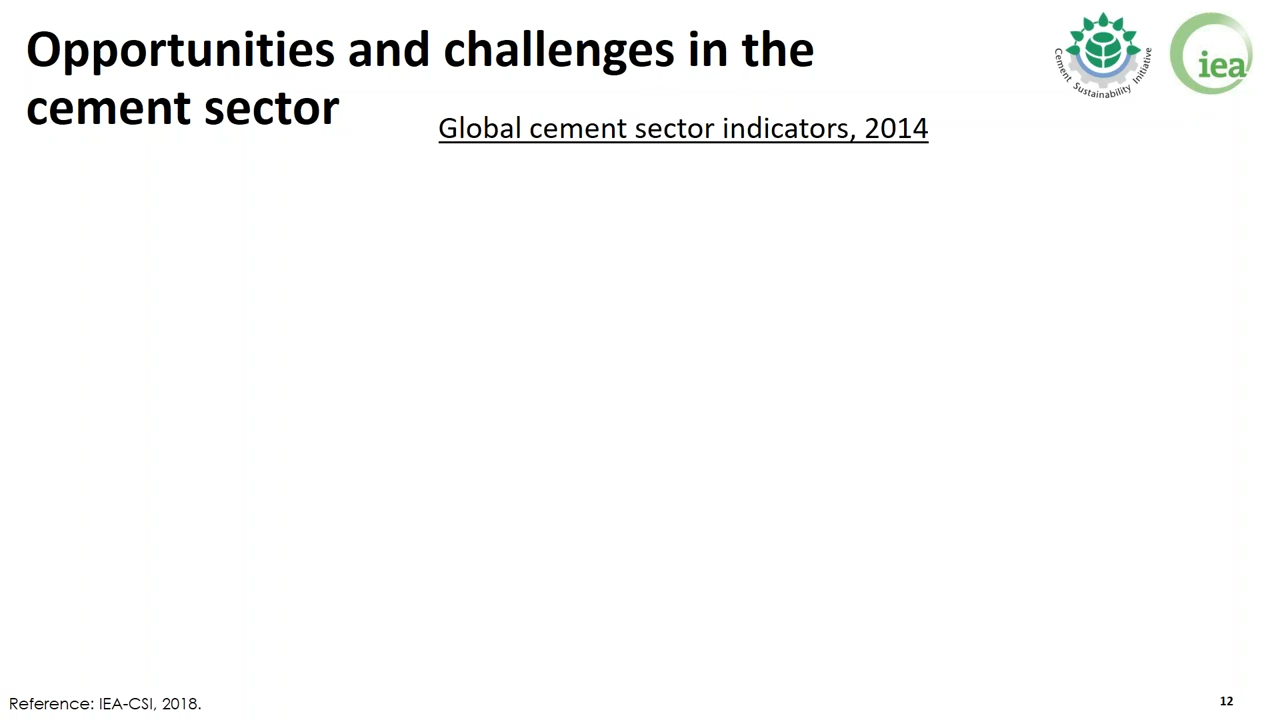 Opportunities and challenges in the
cement sector
Cement Sustainability Initiative
iea
Global cement sector indicators, 2014
Reference: IEA-CSI, 2018.
12